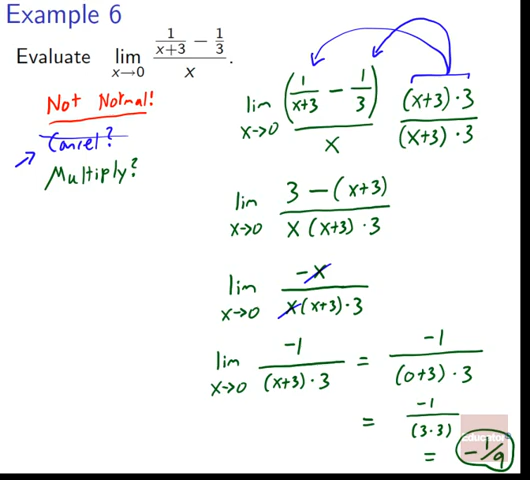 Example 6
Evaluate lim x→0 (1/(x+3) − 1/3)/x.
Not Normal!
Cancel?
Multiply?
lim x→0 (1/(x+3) − 1/3)/x (x+3)·3/(x+3)·3
lim x→0 3−(x+3)/x(x+3)·3
lim x→0 −x/x(x+3)·3
lim x→0 −1/(x+3)·3 = −1/(0+3)·3
= −1/(3·3)
educator
= −1/9